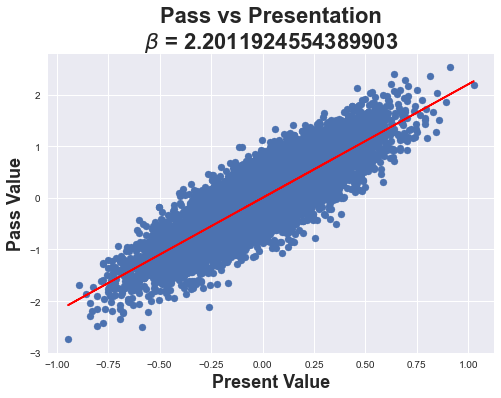 Pass vs Presentation
β = 2.2011924554389903
Pass Value
2
1
0
−1
−2
−3
−1.00 −0.75 −0.50 −0.25 0.00 0.25 0.50 0.75 1.00
Present Value